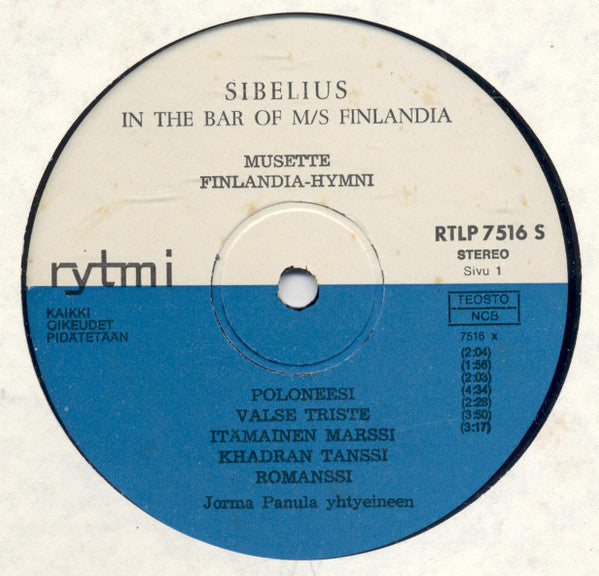 SIBELIUS
IN THE BAR OF M/S FINLANDIA
MUSETTE
FINLANDIA-HYMNI
RTLP 7516 S
STEREO
Sivu 1
rytmi
KAIKKI
OIKEUDET
PIDÄTETÄÄN
TEOSTO
NCB
7516 x
(2:04)
(1:56)
(2:03)
(4:34)
(2:26)
(3:50)
(3:17)
POLONEESI
VALSE TRISTE
ITÄMAINEN MARSSI
KHADRAN TANSSI
ROMANSSI
Jorma Panula yhtyeineen